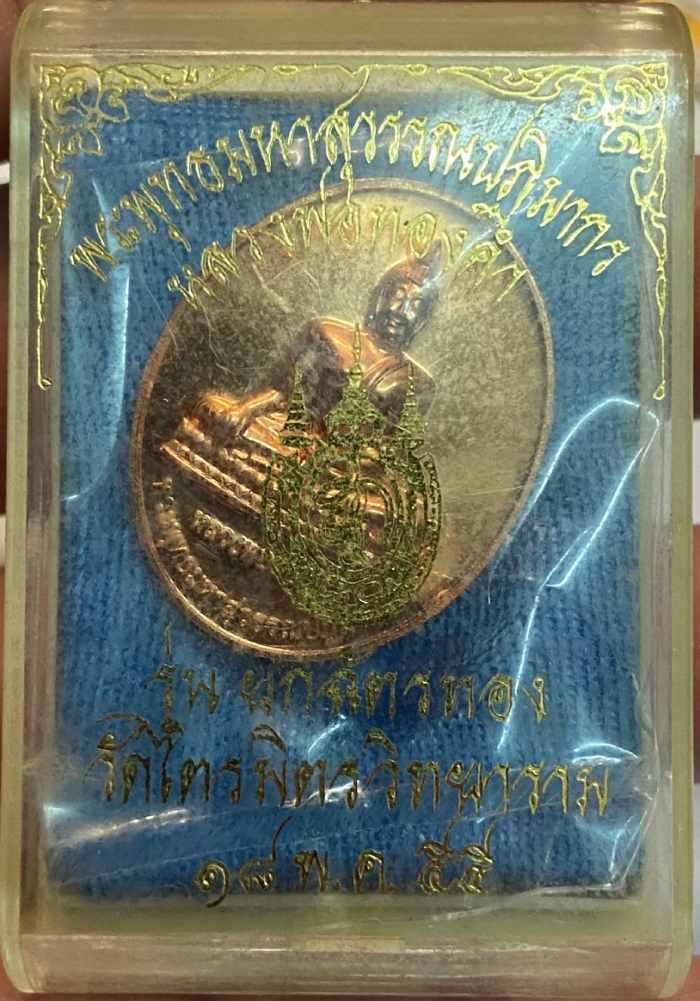 พระพุทธมหาสุวรรณปฏิมากร
หลวงพ่อทองคำ
รุ่น ยกฉัตรทอง
วัดไตรมิตรวิทยาราม
๑๘ พ.ค. ๕๕